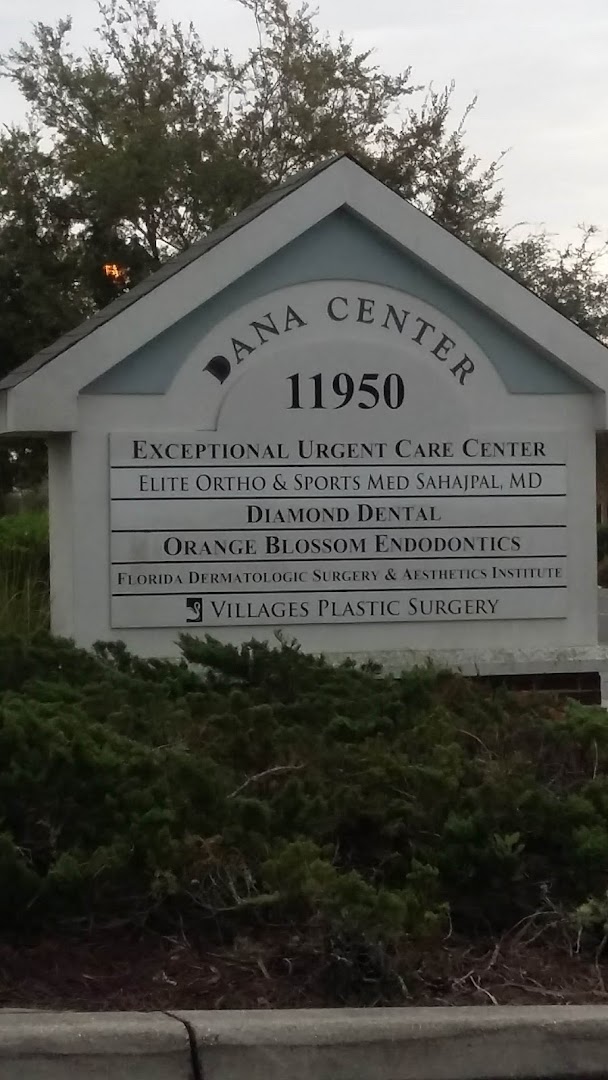 DANA CENTER
11950
EXCEPTIONAL URGENT CARE CENTER
ELITE ORTHO & SPORTS MED SAHAJPAL, MD
DIAMOND DENTAL
ORANGE BLOSSOM ENDODONTICS
FLORIDA DERMATOLOGIC SURGERY & AESTHETICS INSTITUTE
VILLAGES PLASTIC SURGERY